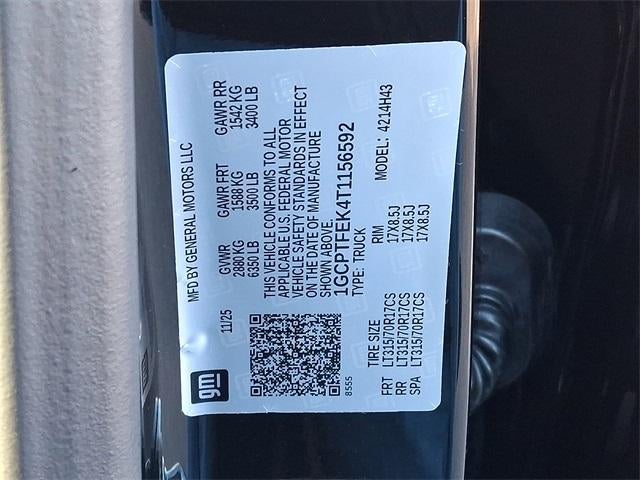 gm
MFD BY GENERAL MOTORS LLC
11/25
GVWR GAWR FRT GAWR RR
2880 KG 1588 KG 1542 KG
6350 LB 3500 LB 3400 LB
THIS VEHICLE CONFORMS TO ALL
APPLICABLE U.S. FEDERAL MOTOR
VEHICLE SAFETY STANDARDS IN EFFECT
ON THE DATE OF MANUFACTURE
SHOWN ABOVE.
1GCPTFEK4T1156592
TYPE: TRUCK MODEL: 4214H43
8555
TIRE SIZE RIM
FRT LT315/70R17CS 17X8.5J
RR LT315/70R17CS 17X8.5J
SPA LT315/70R17CS 17X8.5J